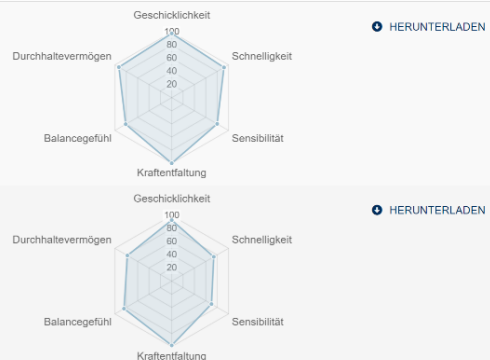 Geschicklichkeit
HERUNTERLADEN
100
80
60
40
20
Durchhaltevermögen
Schnelligkeit
Balancegefühl
Sensibilität
Kraftentfaltung
Geschicklichkeit
HERUNTERLADEN
100
80
60
40
20
Durchhaltevermögen
Schnelligkeit
Balancegefühl
Sensibilität
Kraftentfaltung